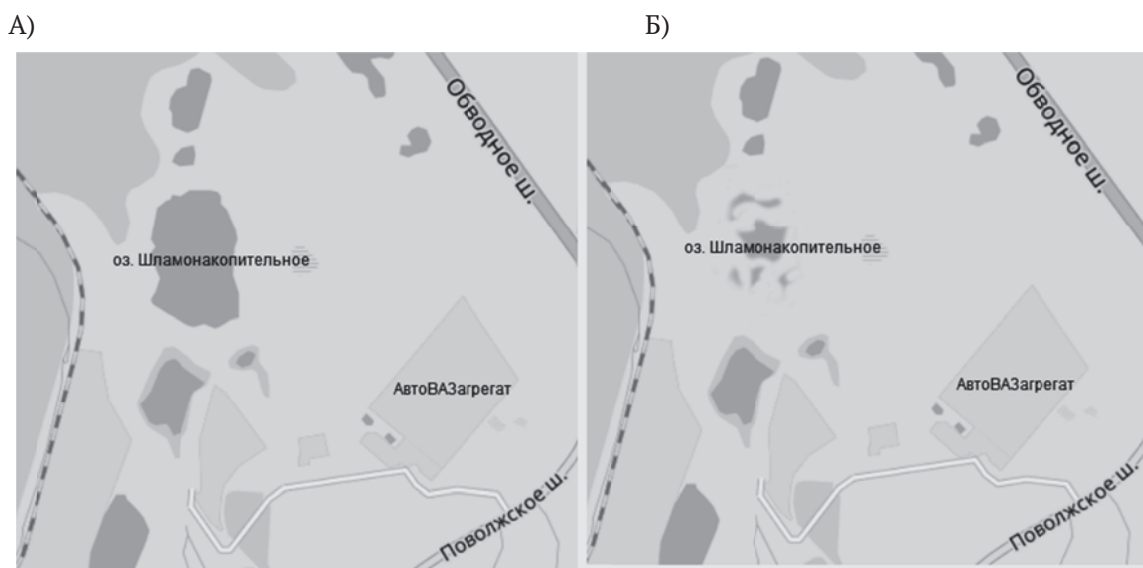 А)
Б)
Обводное ш.
оз. Шламонакопительное
АвтоВАЗагрегат
Поволжское ш.
Обводное ш.
оз. Шламонакопительное
АвтоВАЗагрегат
Поволжское ш.